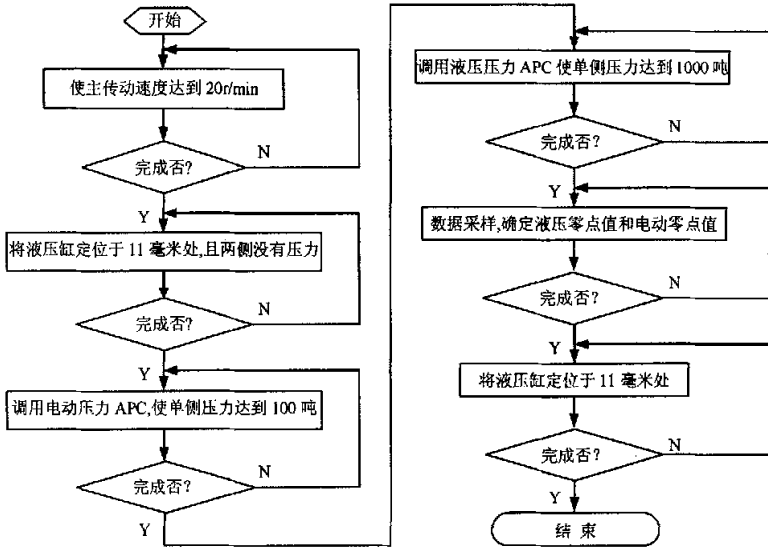 开始
使主传动速度达到20r/min
完成否?
N
Y
将液压缸定位于11毫米处,且两侧没有压力
完成否?
N
Y
调用电动压力APC,使单侧压力达到100吨
完成否?
N
Y
调用液压压力APC使单侧压力达到1000吨
完成否?
N
Y
数据采样,确定液压零点值和电动零点值
完成否?
N
Y
将液压缸定位于11毫米处
完成否?
N
Y
结 束